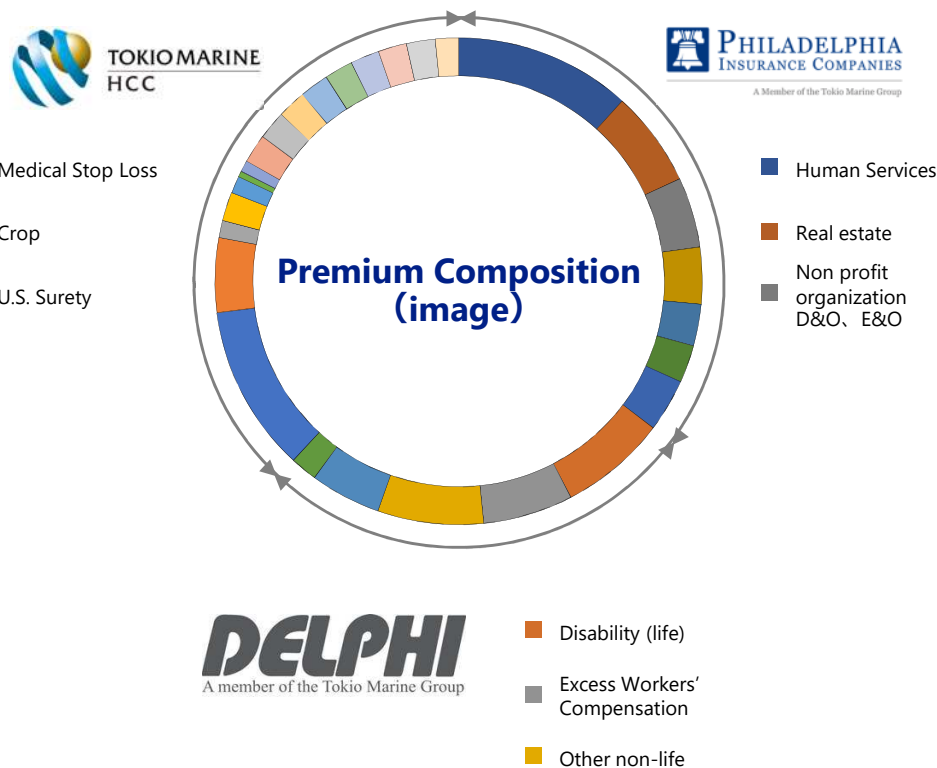 TOKIO MARINE
HCC
PHILADELPHIA
INSURANCE COMPANIES
A Member of the Tokio Marine Group
Medical Stop Loss
Crop
U.S. Surety
Human Services
Real estate
Non profit
organization
D&O、E&O
Premium Composition
（image）
DELPHI
A member of the Tokio Marine Group
Disability (life)
Excess Workers’
Compensation
Other non-life